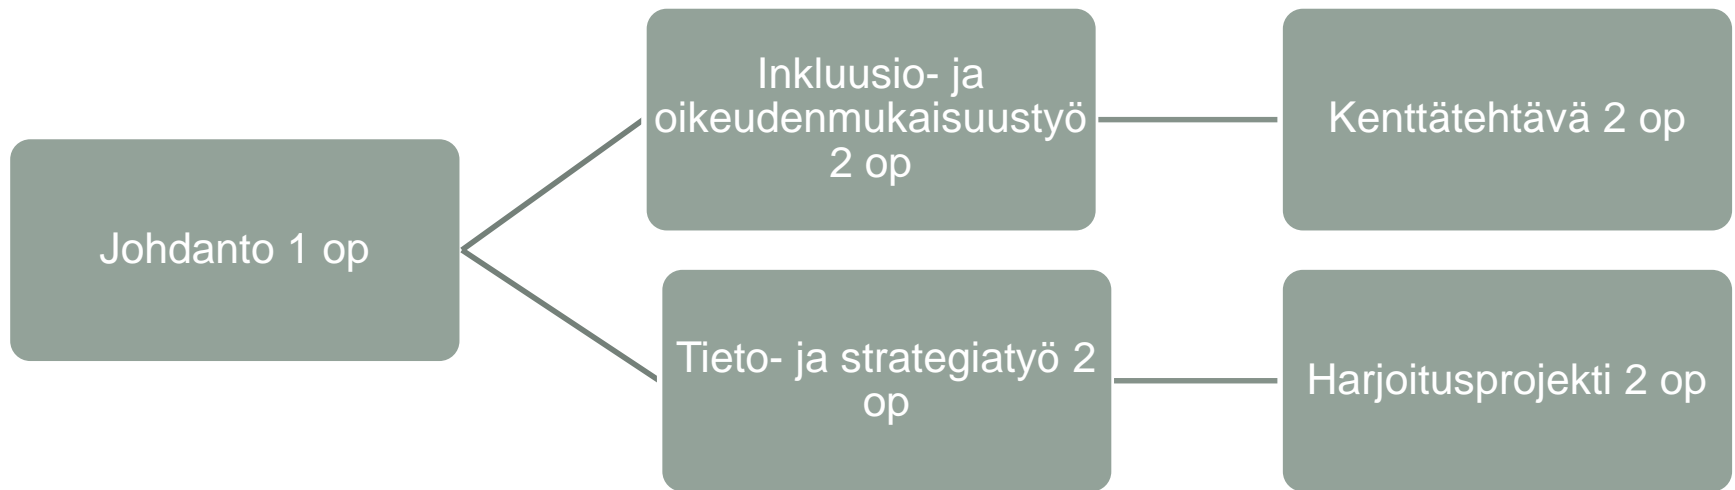 Johdanto 1 op
Inkluusio- ja
oikeudenmukaisuustyö
2 op
Kenttätehtävä 2 op
Tieto- ja strategiatyö 2
op
Harjoitusprojekti 2 op